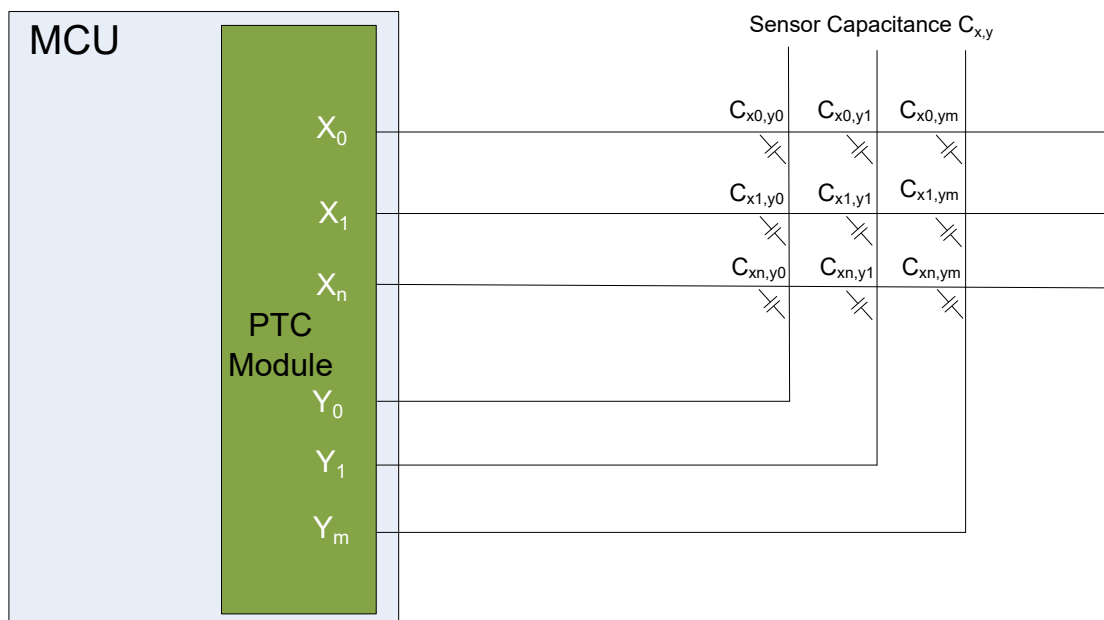 MCU
Sensor Capacitance Cx,y
Cx0,y0 Cx0,y1 Cx0,ym
X0
Cx1,y0 Cx1,y1 Cx1,ym
X1
Cxn,y0 Cxn,y1 Cxn,ym
Xn
PTC
Module
Y0
Y1
Ym